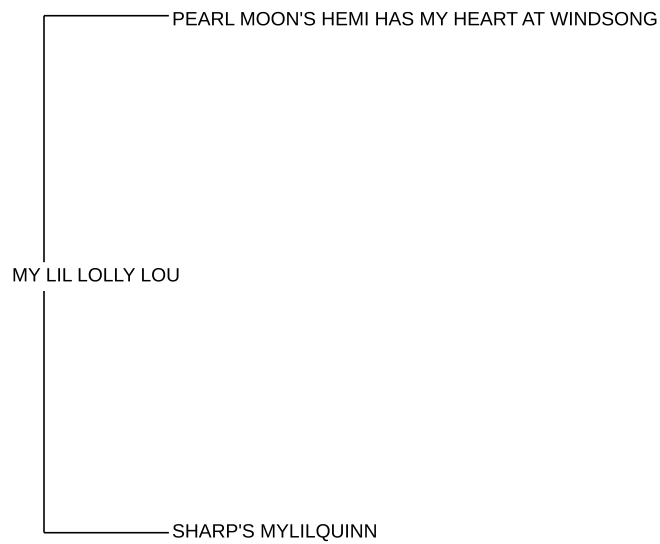 PEARL MOON'S HEMI HAS MY HEART AT WINDSONG
MY LIL LOLLY LOU
SHARP'S MYLILQUINN